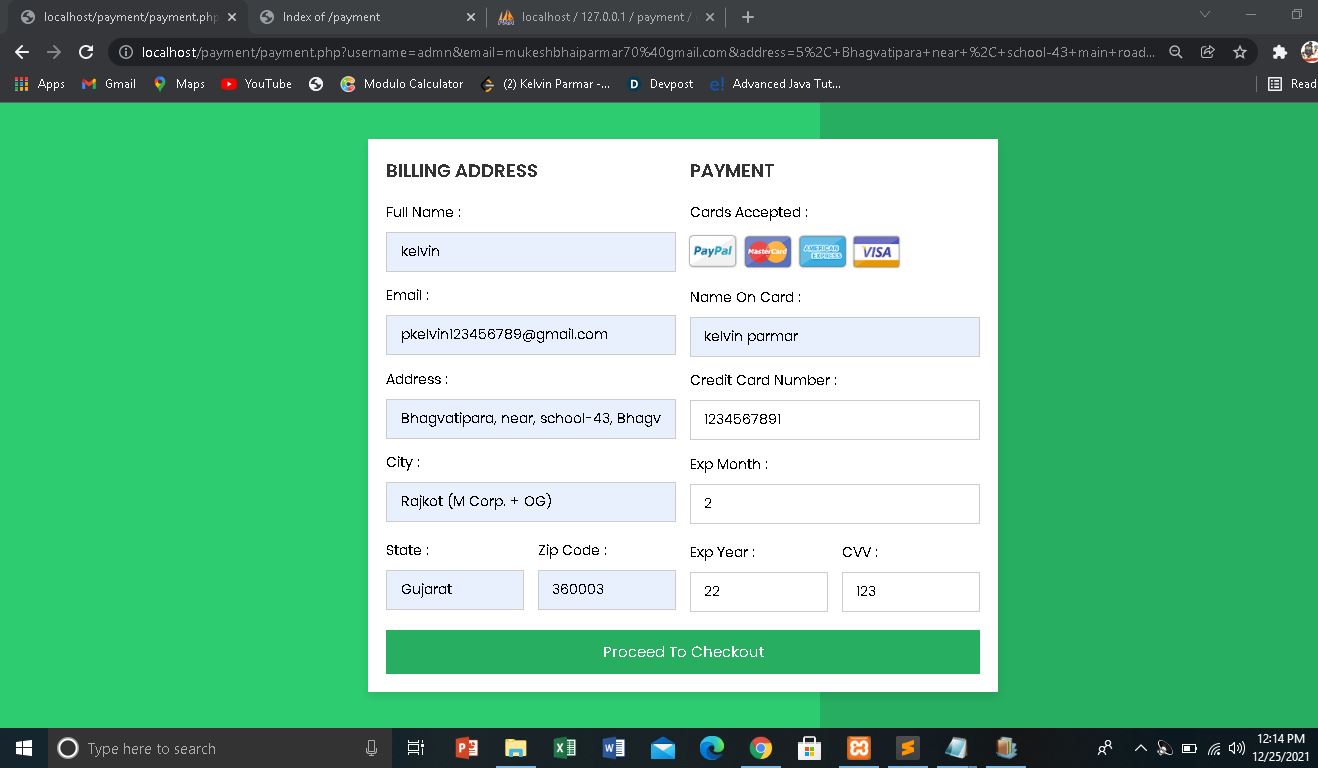 localhost/payment/payment.php
Index of /payment
localhost / 127.0.0.1 / payment /
localhost/payment/payment.php?username=admn&email=mukeshbhaiparmar70%40gmail.com&address=5%2C+Bhagvatipara+near+%2C+school-43+main+road...
Apps
Gmail
Maps
YouTube
Modulo Calculator
(2) Kelvin Parmar -...
Devpost
Advanced Java Tut...
Read
BILLING ADDRESS
Full Name :
kelvin
Email :
pkelvin123456789@gmail.com
Address :
Bhagvatipara, near, school-43, Bhagv
City :
Rajkot (M Corp. + OG)
State :
Zip Code :
Gujarat
360003
PAYMENT
Cards Accepted :
PayPal
MasterCard
AMERICAN EXPRESS
VISA
Name On Card :
kelvin parmar
Credit Card Number :
1234567891
Exp Month :
2
Exp Year :
CVV :
22
123
Proceed To Checkout
Type here to search
12:14 PM
12/25/2021